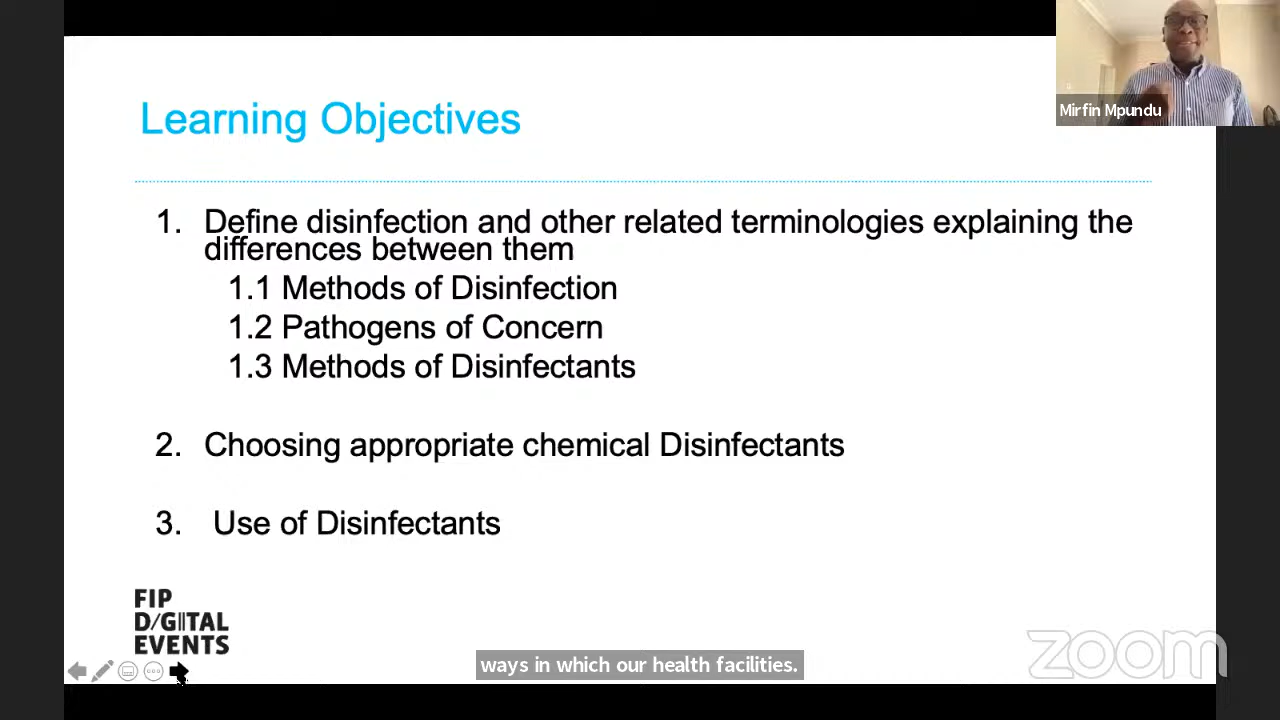 Learning Objectives
Mirfin Mpundu
1. Define disinfection and other related terminologies explaining the
differences between them
1.1 Methods of Disinfection
1.2 Pathogens of Concern
1.3 Methods of Disinfectants
2. Choosing appropriate chemical Disinfectants
3. Use of Disinfectants
FIP
D/GITAL
EVENTS
zoom
ways in which our health facilities.